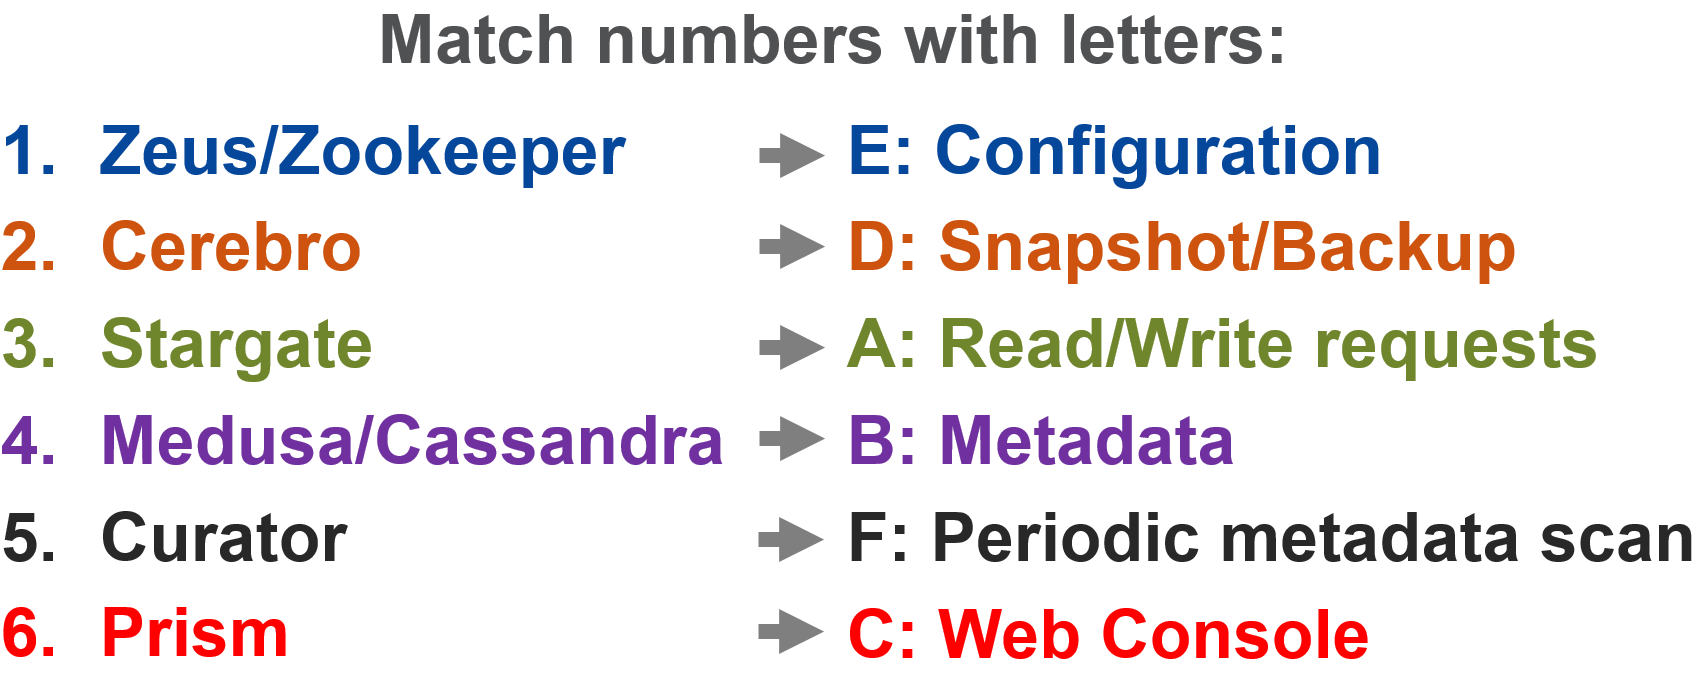 Match numbers with letters:
1. Zeus/Zookeeper E: Configuration
2. Cerebro D: Snapshot/Backup
3. Stargate A: Read/Write requests
4. Medusa/Cassandra B: Metadata
5. Curator F: Periodic metadata scan
6. Prism C: Web Console